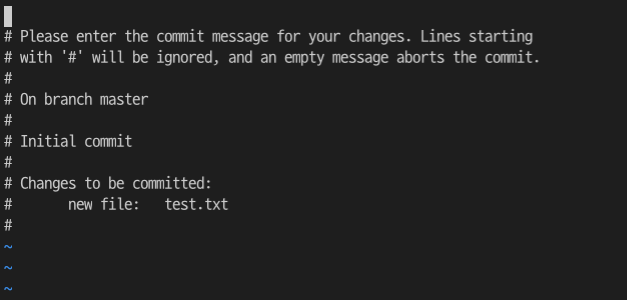 # Please enter the commit message for your changes. Lines starting
# with '#' will be ignored, and an empty message aborts the commit.
#
# On branch master
#
# Initial commit
#
# Changes to be committed:
#       new file:   test.txt
#
~
~
~